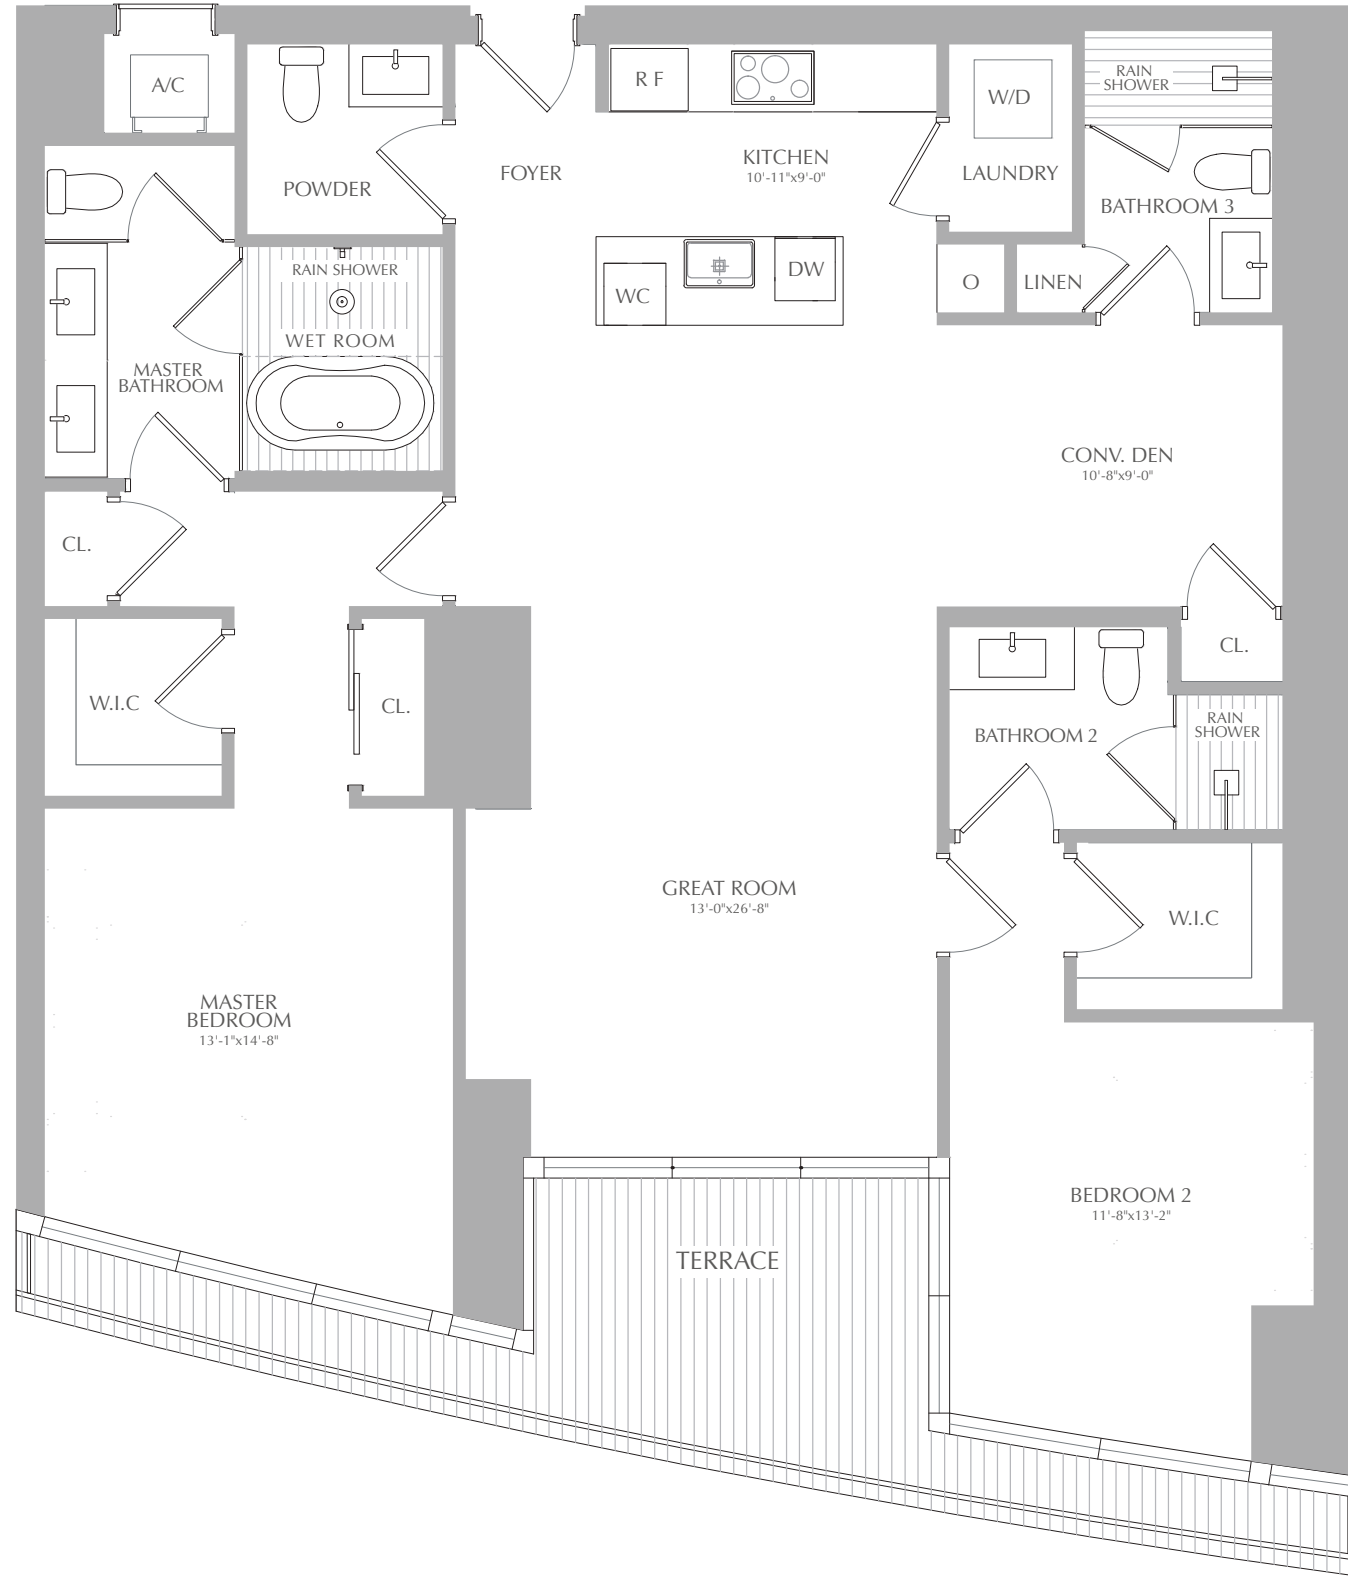 A/C
R F
W/D
RAIN
SHOWER
POWDER
FOYER
KITCHEN
10'-11"x9'-0"
LAUNDRY
BATHROOM 3
RAIN SHOWER
WC
DW
O
LINEN
WET ROOM
MASTER
BATHROOM
CONV. DEN
10'-8"x9'-0"
CL.
CL.
W.I.C
CL.
BATHROOM 2
RAIN
SHOWER
GREAT ROOM
13'-0"x26'-8"
W.I.C
MASTER
BEDROOM
13'-1"x14'-8"
BEDROOM 2
11'-8"x13'-2"
TERRACE